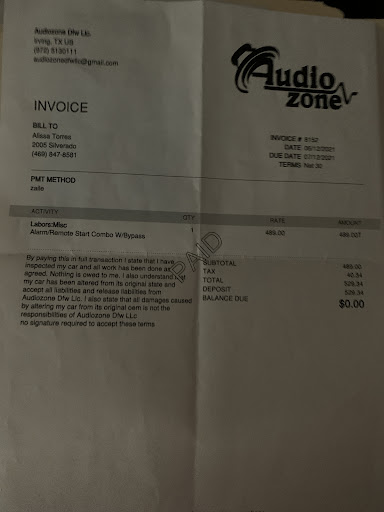 Audiozone Dfw Llc.
Irving, TX US
(972) 5130111
audiozonedfwllc@gmail.com
Audio
zone
INVOICE
BILL TO
Alissa Torres
2005 Silverado
(469) 847-8581
INVOICE # 8152
DATE 06/12/2021
DUE DATE 07/12/2021
TERMS Net 30
PMT METHOD
zelle
ACTIVITY QTY RATE AMOUNT
Labors:Misc
Alarm/Remote Start Combo W/Bypass 1 489.00 489.00T
PAID
By paying this in full transaction I state that I have
inspected my car and all work has been done as
agreed. Nothing is owed to me. I also understand
my car has been altered from its original state and
accept all liabilities and release liabilities from
Audiozone Dfw Llc. I also state that all damages caused
by altering my car from its original oem is not the
responsibilities of Audiozone Dfw LLc
no signature required to accept these terms
SUBTOTAL 489.00
TAX 40.34
TOTAL 529.34
DEPOSIT 529.34
BALANCE DUE $0.00